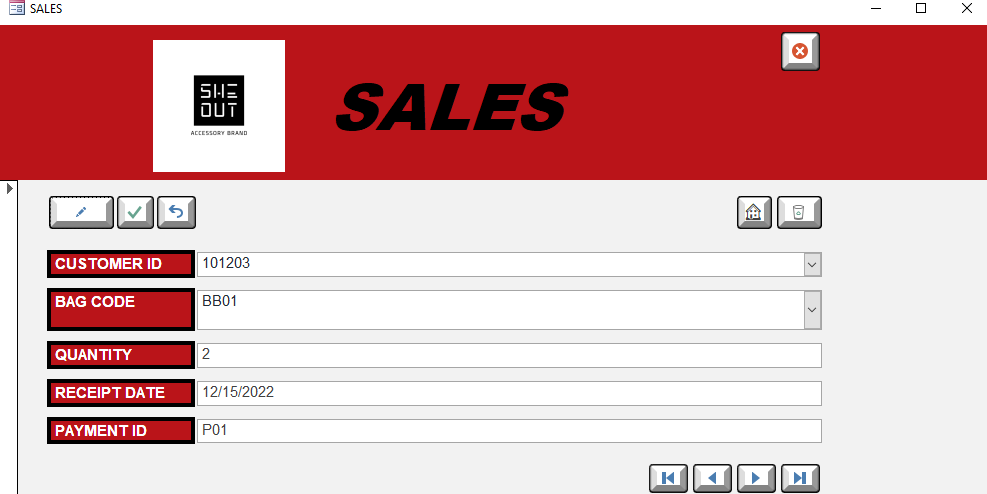 SALES
SHE
OUT
ACCESSORY BRAND
SALES
CUSTOMER ID 101203
BAG CODE BB01
QUANTITY 2
RECEIPT DATE 12/15/2022
PAYMENT ID P01